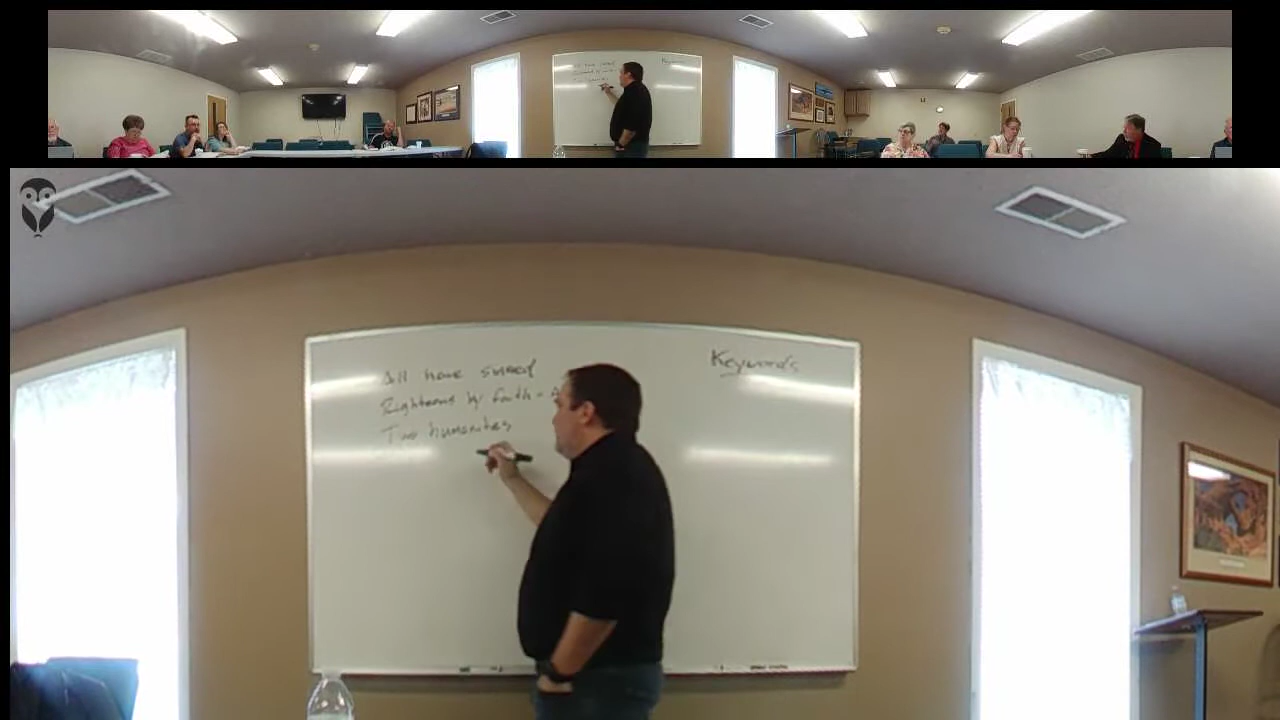 All have sinned
Righteous by faith -
Two humanities
Keywords